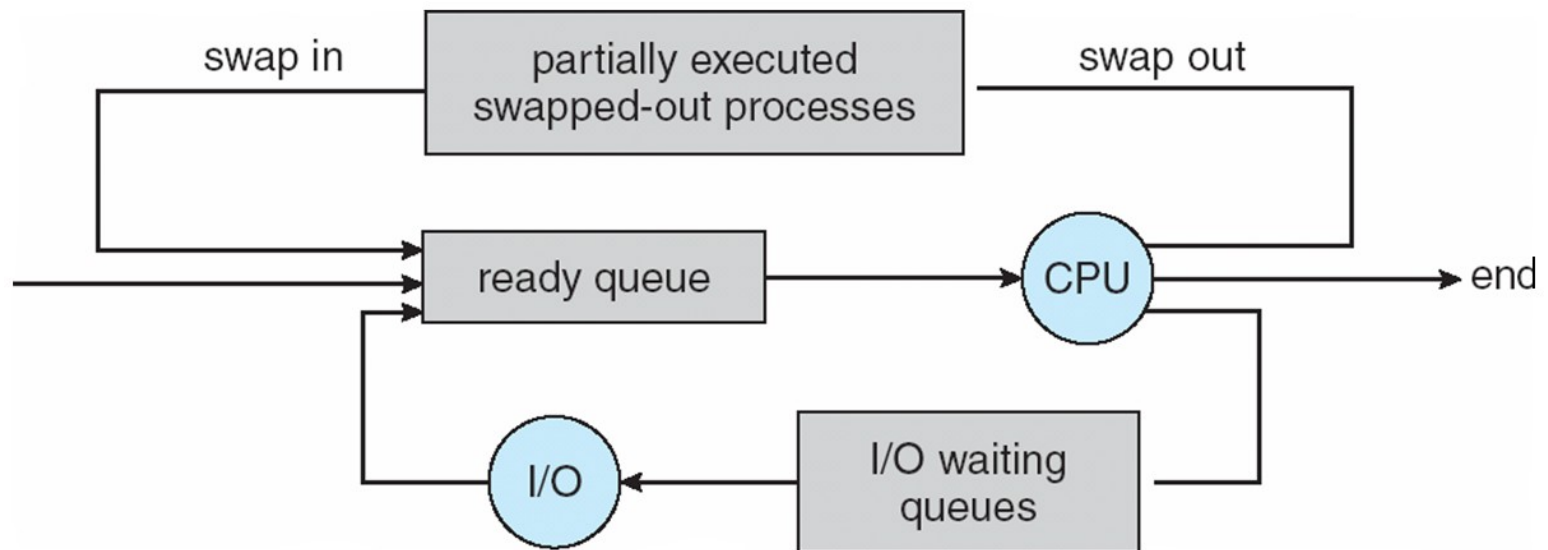 swap in
partially executed
swapped-out processes
swap out
ready queue
CPU
end
I/O
I/O waiting
queues